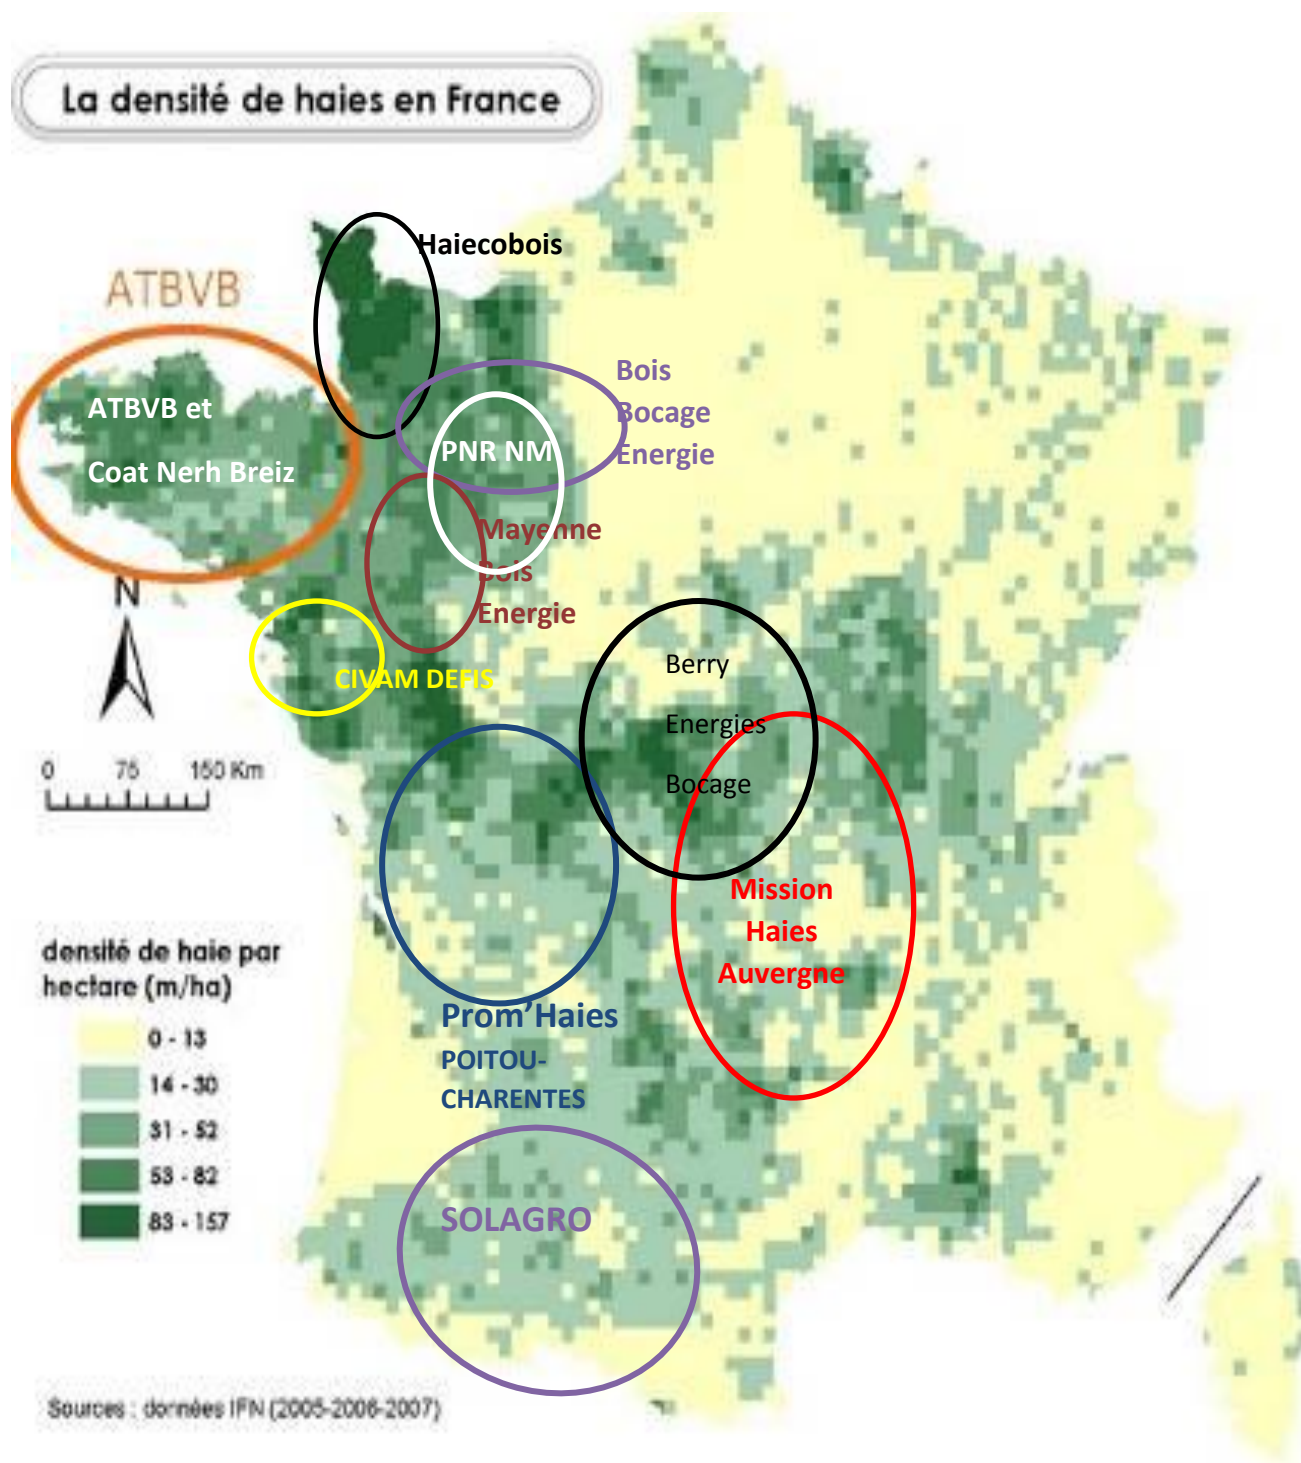 La densité de haies en France
Haiecobois
ATBVB
Bois
Bocage
Energie
ATBVB et
Coat Nerh Breiz
PNR NM
Mayenne
Bois
Energie
N
CIVAM DEFIS
Berry
Energies
Bocage
0 75 150 Km
Mission
Haies
Auvergne
densité de haie par
hectare (m/ha)
0 - 13
14 - 30
31 - 52
53 - 82
83 - 157
Prom'Haies
POITOU-
CHARENTES
SOLAGRO
Sources : données IFN (2005-2006-2007)